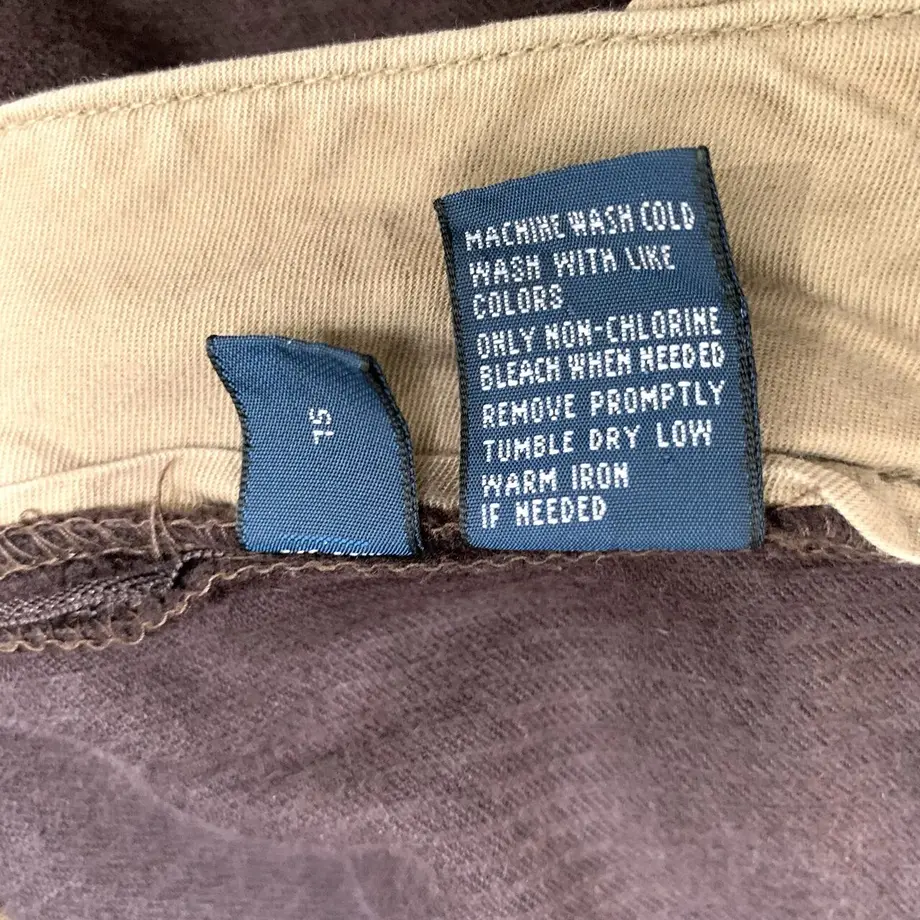 15
MACHINE WASH COLD
WASH WITH LIKE
COLORS
ONLY NON-CHLORINE
BLEACH WHEN NEEDED
REMOVE PROMPTLY
TUMBLE DRY LOW
WARM IRON
IF NEEDED